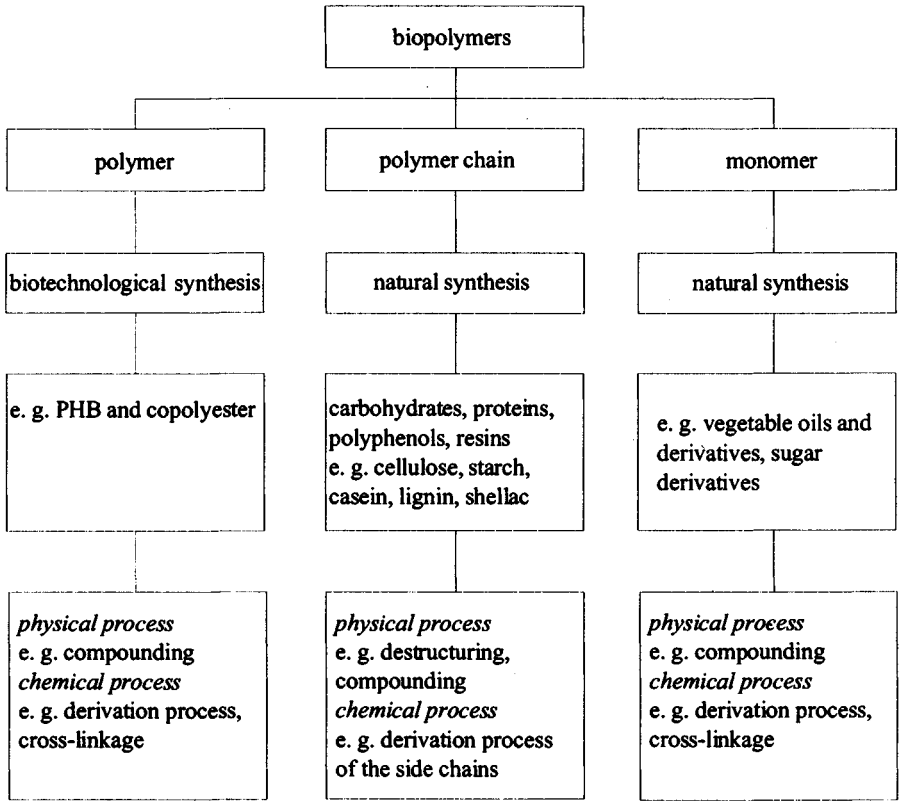 biopolymers
polymer
polymer chain
monomer
biotechnological synthesis
natural synthesis
natural synthesis
e. g. PHB and copolyester
carbohydrates, proteins,
polyphenols, resins
e. g. cellulose, starch,
casein, lignin, shellac
e. g. vegetable oils and
derivatives, sugar
derivatives
physical process
e. g. compounding
chemical process
e. g. derivation process,
cross-linkage
physical process
e. g. destructuring,
compounding
chemical process
e. g. derivation process
of the side chains
physical process
e. g. compounding
chemical process
e. g. derivation process,
cross-linkage